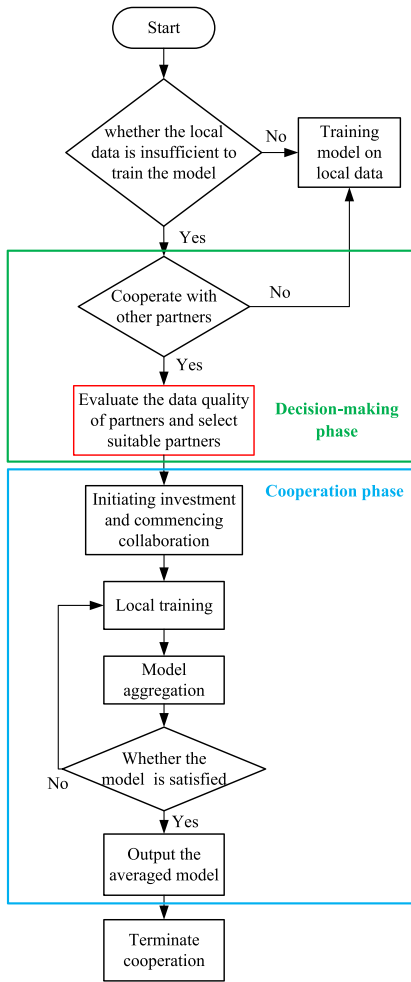 Start
whether the local
data is insufficient to
train the model
No
Training
model on
local data
Yes
Cooperate with
other partners
No
Yes
Evaluate the data quality
of partners and select
suitable partners
Decision-making
phase
Cooperation phase
Initiating investment
and commencing
collaboration
Local training
Model
aggregation
Whether the
model is satisfied
No
Yes
Output the
averaged model
Terminate
cooperation